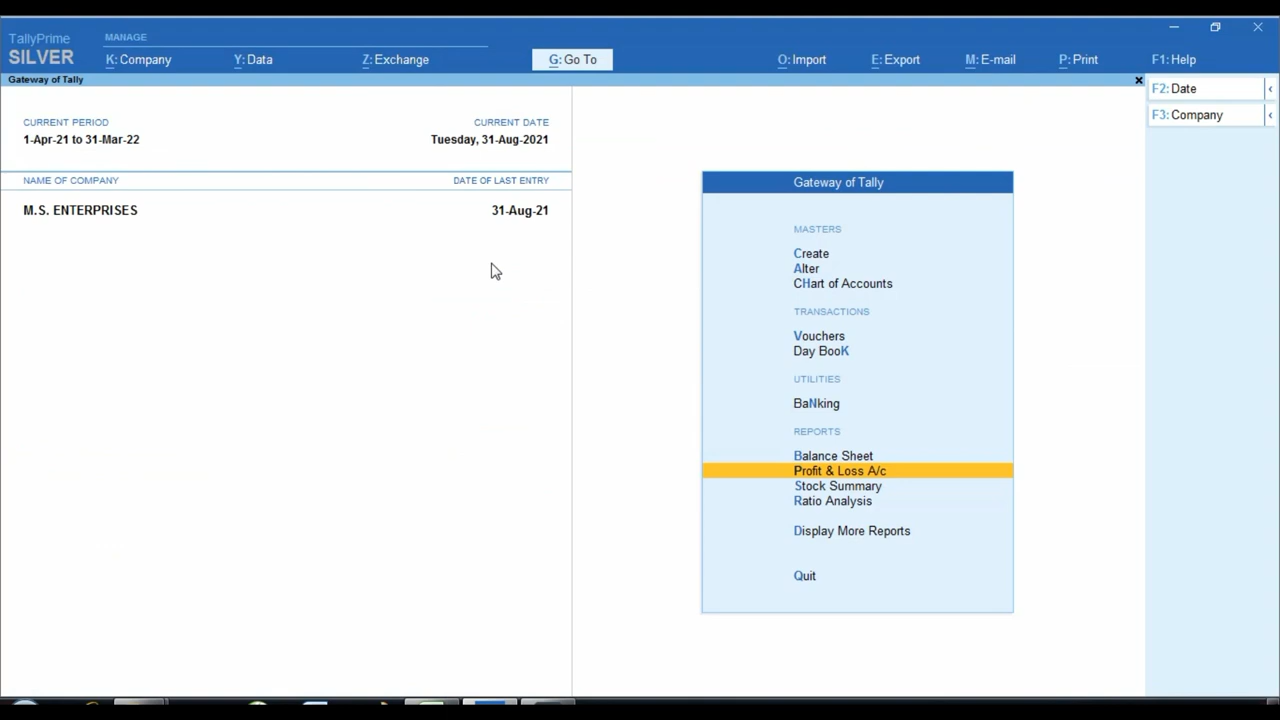 TallyPrime
SILVER
MANAGE
K: Company
Y: Data
Z: Exchange
G: Go To
O: Import
E: Export
M: E-mail
P: Print
F1: Help
Gateway of Tally
F2: Date
F3: Company
CURRENT PERIOD
CURRENT DATE
1-Apr-21 to 31-Mar-22
Tuesday, 31-Aug-2021
NAME OF COMPANY
DATE OF LAST ENTRY
M.S. ENTERPRISES
31-Aug-21
Gateway of Tally
MASTERS
Create
Alter
CHart of Accounts
TRANSACTIONS
Vouchers
Day BooK
UTILITIES
BaNking
REPORTS
Balance Sheet
Profit & Loss A/c
Stock Summary
Ratio Analysis
Display More Reports
Quit